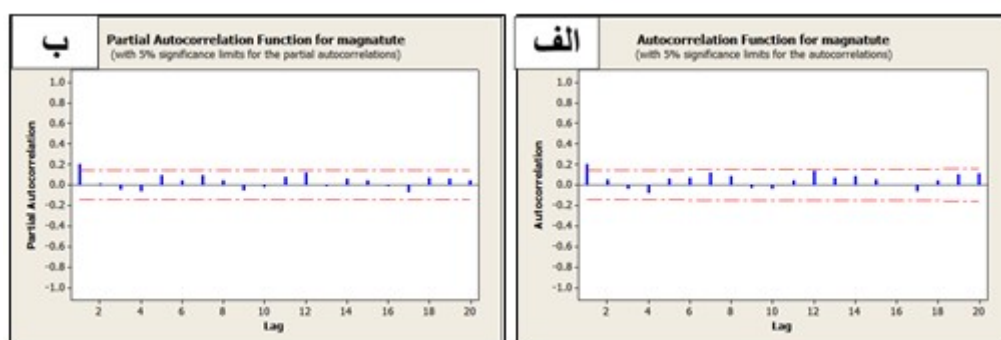 ب
Partial Autocorrelation Function for magnatute
(with 5% significance limits for the partial autocorrelations)
Partial Autocorrelation
1.0
0.8
0.6
0.4
0.2
0.0
-0.2
-0.4
-0.6
-0.8
-1.0
2 4 6 8 10 12 14 16 18 20
Lag
الف
Autocorrelation Function for magnatute
(with 5% significance limits for the autocorrelations)
Autocorrelation
1.0
0.8
0.6
0.4
0.2
0.0
-0.2
-0.4
-0.6
-0.8
-1.0
2 4 6 8 10 12 14 16 18 20
Lag